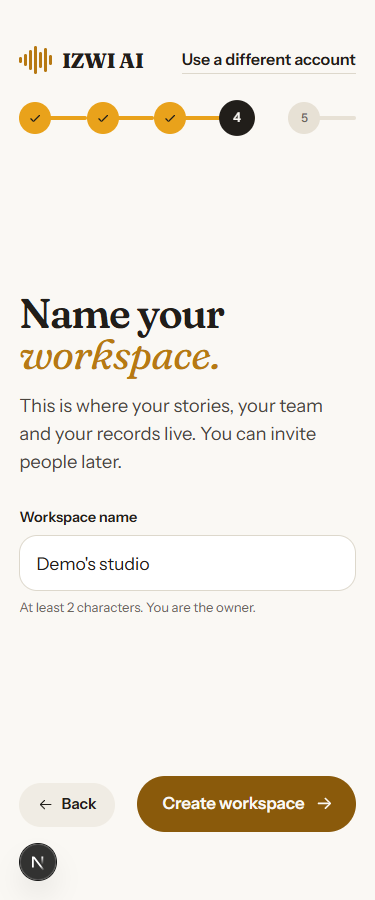 IZWI AI
Use a different account
4
5
Name your
workspace.
This is where your stories, your team
and your records live. You can invite
people later.
Workspace name
Demo's studio
At least 2 characters. You are the owner.
← Back
Create workspace →
N